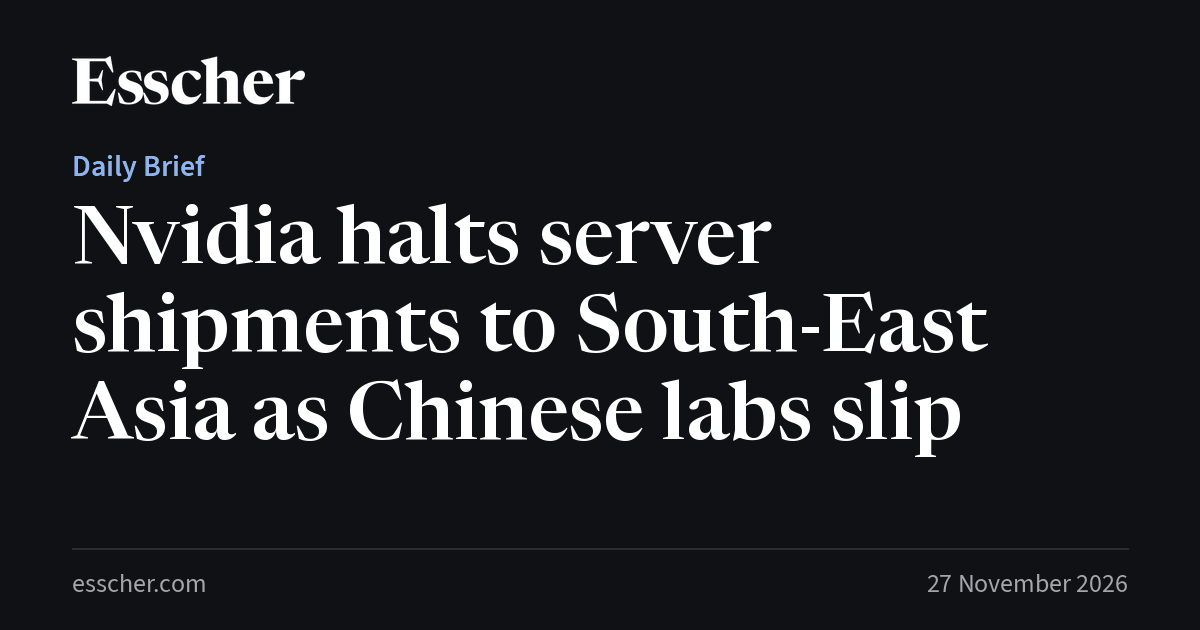 Esscher
Daily Brief
Nvidia halts server
shipments to South-East
Asia as Chinese labs slip
esscher.com
27 November 2026